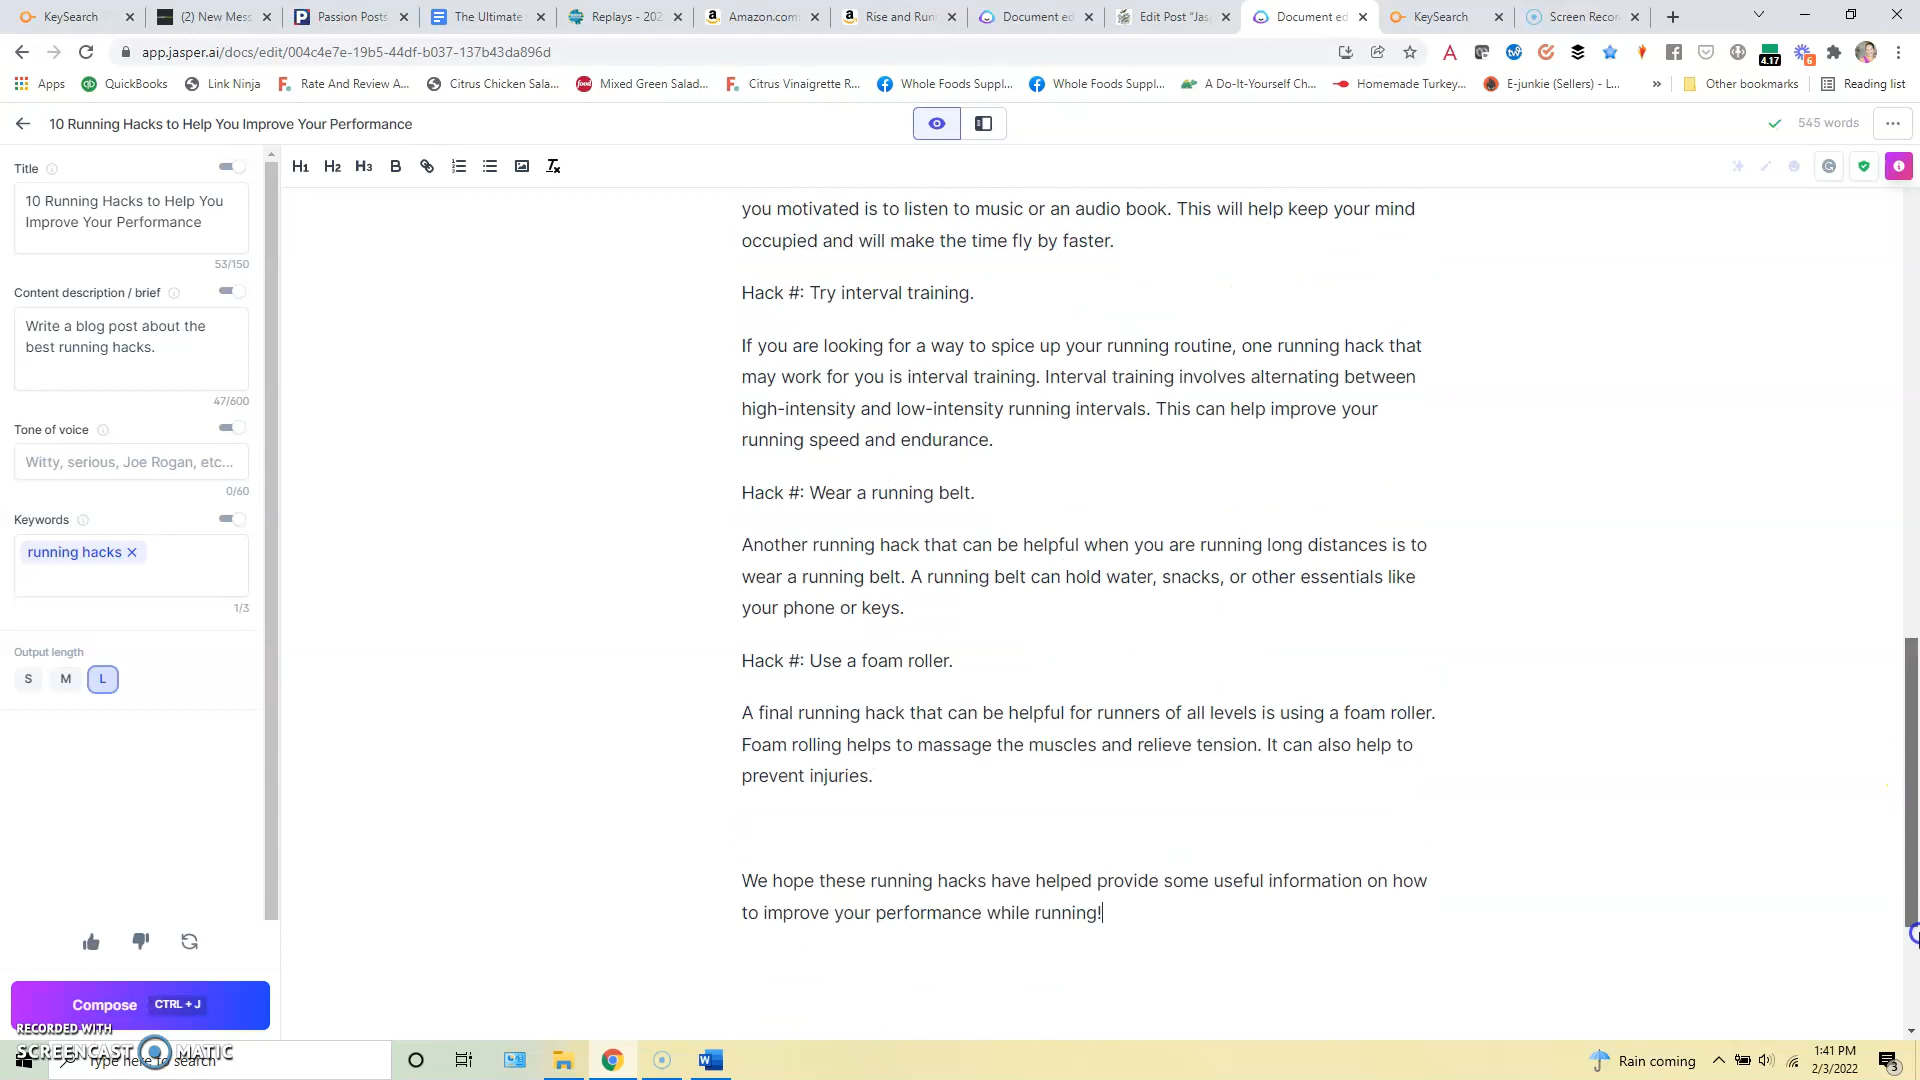 KeySearch
(2) New Mess
Passion Posts
The Ultimate
Replays - 202
Amazon.com:
Rise and Run
Document ed
Edit Post "Jas
Document ed
KeySearch
Screen Recor
app.jasper.ai/docs/edit/004c4e7e-19b5-44df-b037-137b43da896d
4.17
6
Apps
QuickBooks
Link Ninja
Rate And Review A...
Citrus Chicken Sala...
Mixed Green Salad...
Citrus Vinaigrette R...
Whole Foods Suppl...
Whole Foods Suppl...
A Do-It-Yourself Ch...
Homemade Turkey...
E-junkie (Sellers) - L...
»
Other bookmarks
Reading list
10 Running Hacks to Help You Improve Your Performance
545 words
Title
10 Running Hacks to Help You
Improve Your Performance
53/150
Content description / brief
Write a blog post about the
best running hacks.
47/600
Tone of voice
Witty, serious, Joe Rogan, etc...
0/60
Keywords
running hacks
1/3
Output length
S M L
Compose CTRL + J
H1 H2 H3 B
you motivated is to listen to music or an audio book. This will help keep your mind
occupied and will make the time fly by faster.
Hack #: Try interval training.
If you are looking for a way to spice up your running routine, one running hack that
may work for you is interval training. Interval training involves alternating between
high-intensity and low-intensity running intervals. This can help improve your
running speed and endurance.
Hack #: Wear a running belt.
Another running hack that can be helpful when you are running long distances is to
wear a running belt. A running belt can hold water, snacks, or other essentials like
your phone or keys.
Hack #: Use a foam roller.
A final running hack that can be helpful for runners of all levels is using a foam roller.
Foam rolling helps to massage the muscles and relieve tension. It can also help to
prevent injuries.
We hope these running hacks have helped provide some useful information on how
to improve your performance while running!
RECORDED WITH
SCREENCAST MATIC
Type here to search
Rain coming
1:41 PM
2/3/2022
3